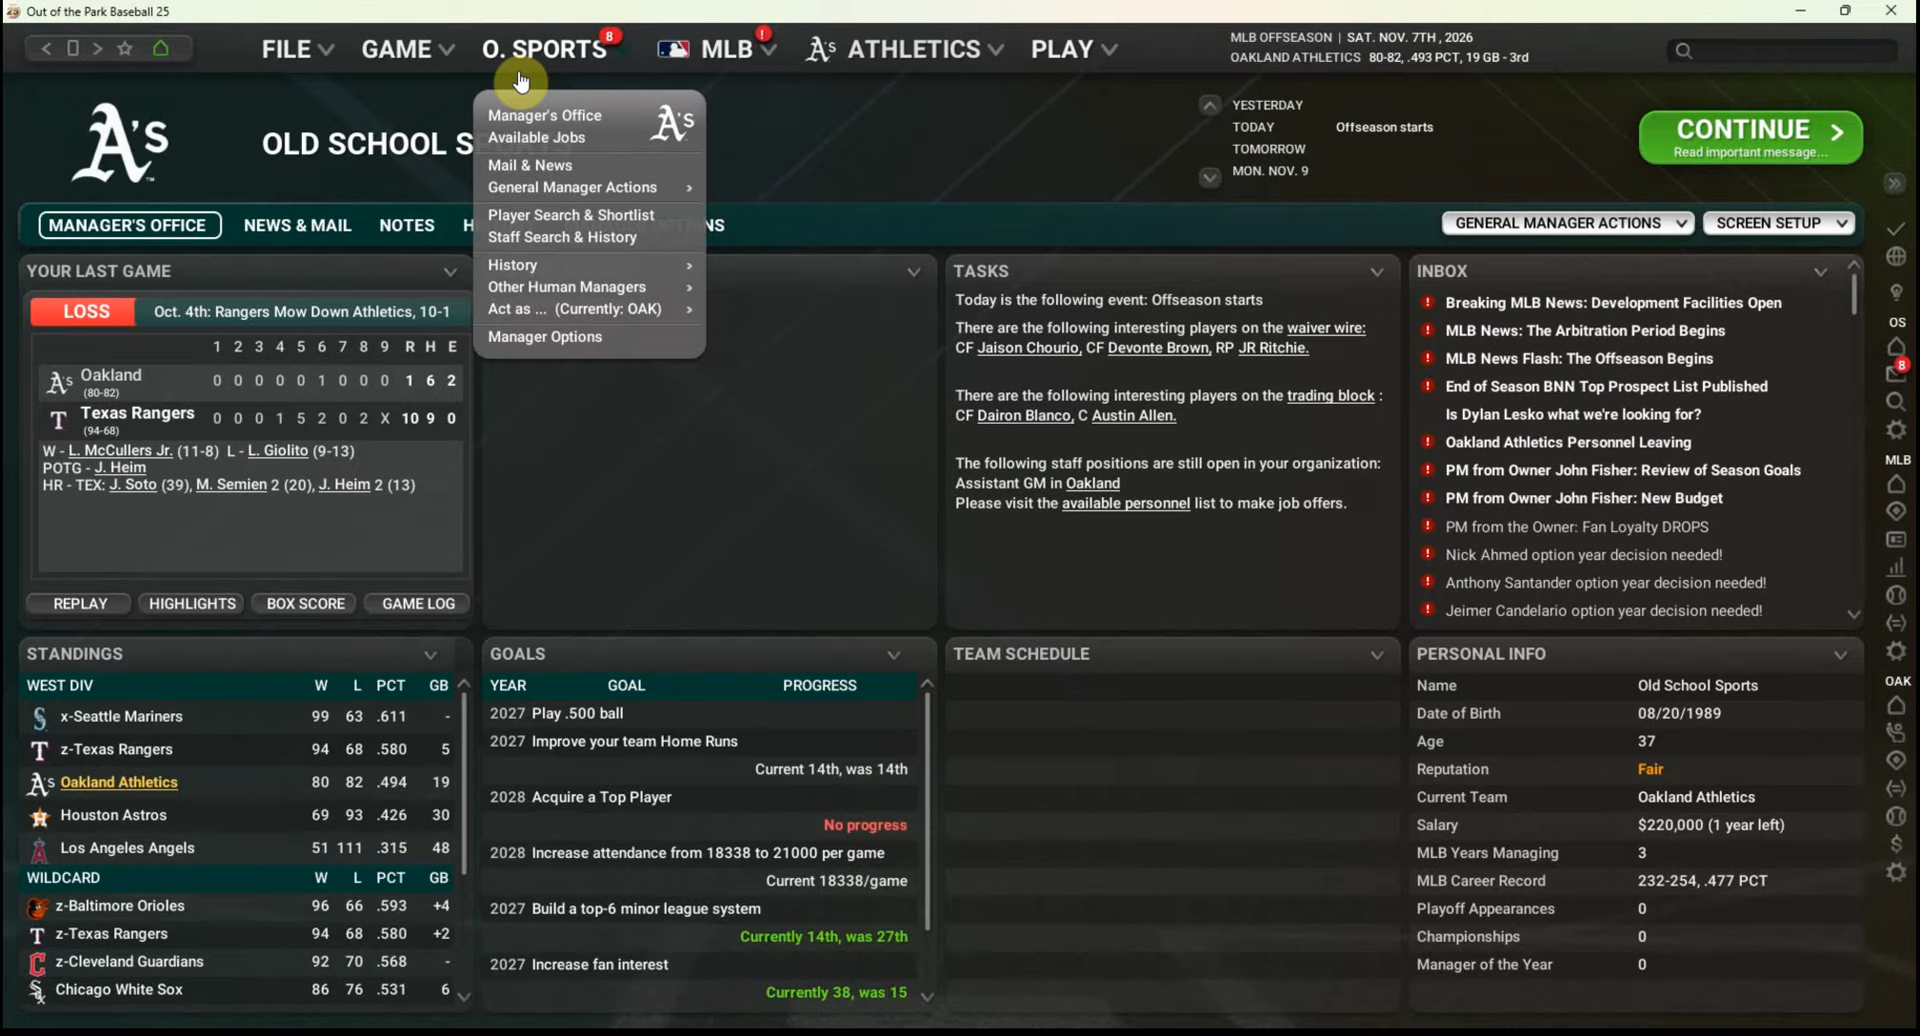 Out of the Park Baseball 25
FILE
GAME
O. SPORTS
8
MLB
!
A's ATHLETICS
PLAY
MLB OFFSEASON | SAT. NOV. 7TH , 2026
OAKLAND ATHLETICS 80-82, .493 PCT, 19 GB - 3rd
A's
OLD SCHOOL S
Manager's Office
Available Jobs
A's
Mail & News
General Manager Actions
Player Search & Shortlist
Staff Search & History
History
Other Human Managers
Act as ... (Currently: OAK)
Manager Options
YESTERDAY
TODAY Offseason starts
TOMORROW
MON. NOV. 9
CONTINUE
Read important message...
MANAGER'S OFFICE
NEWS & MAIL
NOTES
H
NS
GENERAL MANAGER ACTIONS
SCREEN SETUP
YOUR LAST GAME
LOSS Oct. 4th: Rangers Mow Down Athletics, 10-1
1 2 3 4 5 6 7 8 9 R H E
A's Oakland 0 0 0 0 0 1 0 0 0 1 6 2
(80-82)
T Texas Rangers 0 0 0 1 5 2 0 2 X 10 9 0
(94-68)
W - L. McCullers Jr. (11-8) L - L. Giolito (9-13)
POTG - J. Heim
HR - TEX: J. Soto (39), M. Semien 2 (20), J. Heim 2 (13)
REPLAY
HIGHLIGHTS
BOX SCORE
GAME LOG
TASKS
Today is the following event: Offseason starts
There are the following interesting players on the waiver wire:
CF Jaison Chourio, CF Devonte Brown, RP JR Ritchie.
There are the following interesting players on the trading block :
CF Dairon Blanco, C Austin Allen.
The following staff positions are still open in your organization:
Assistant GM in Oakland
Please visit the available personnel list to make job offers.
INBOX
! Breaking MLB News: Development Facilities Open
! MLB News: The Arbitration Period Begins
! MLB News Flash: The Offseason Begins
! End of Season BNN Top Prospect List Published
Is Dylan Lesko what we're looking for?
! Oakland Athletics Personnel Leaving
! PM from Owner John Fisher: Review of Season Goals
! PM from Owner John Fisher: New Budget
! PM from the Owner: Fan Loyalty DROPS
! Nick Ahmed option year decision needed!
! Anthony Santander option year decision needed!
! Jeimer Candelario option year decision needed!
STANDINGS
WEST DIV W L PCT GB
x-Seattle Mariners 99 63 .611 -
z-Texas Rangers 94 68 .580 5
Oakland Athletics 80 82 .494 19
Houston Astros 69 93 .426 30
Los Angeles Angels 51 111 .315 48
WILDCARD W L PCT GB
z-Baltimore Orioles 96 66 .593 +4
z-Texas Rangers 94 68 .580 +2
z-Cleveland Guardians 92 70 .568 -
Chicago White Sox 86 76 .531 6
GOALS
YEAR GOAL PROGRESS
2027 Play .500 ball
2027 Improve your team Home Runs
Current 14th, was 14th
2028 Acquire a Top Player
No progress
2028 Increase attendance from 18338 to 21000 per game
Current 18338/game
2027 Build a top-6 minor league system
Currently 14th, was 27th
2027 Increase fan interest
Currently 38, was 15
TEAM SCHEDULE
PERSONAL INFO
Name Old School Sports
Date of Birth 08/20/1989
Age 37
Reputation Fair
Current Team Oakland Athletics
Salary $220,000 (1 year left)
MLB Years Managing 3
MLB Career Record 232-254, .477 PCT
Playoff Appearances 0
Championships 0
Manager of the Year 0
OS
8
MLB
OAK